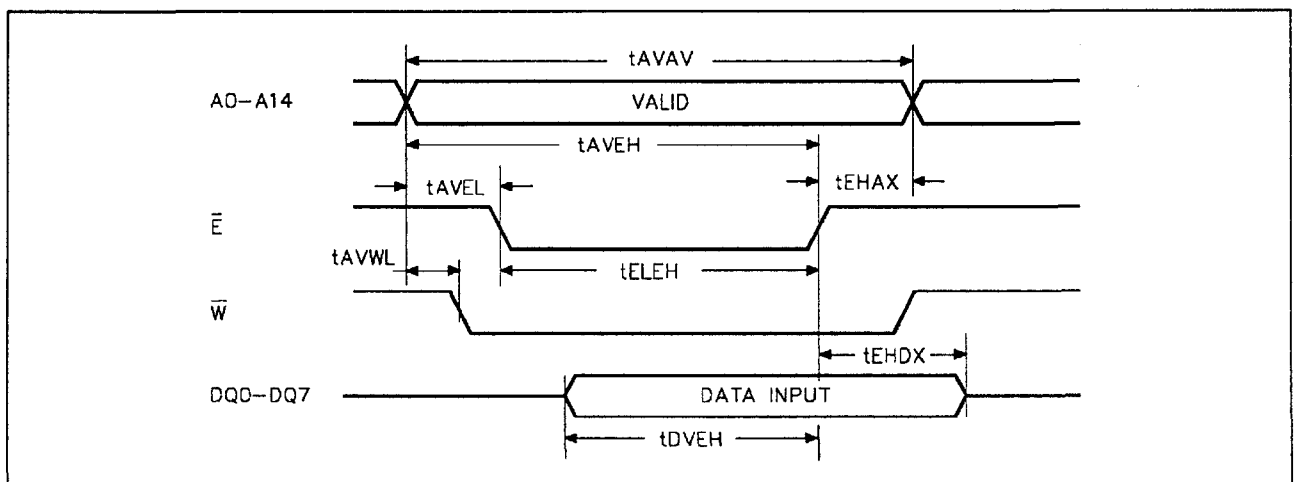 tAVAV
A0-A14
VALID
tAVEH
tAVEL
tEHAX
E̅
tAVWL
tELEH
W̅
tEHDX
DQ0-DQ7
DATA INPUT
tDVEH